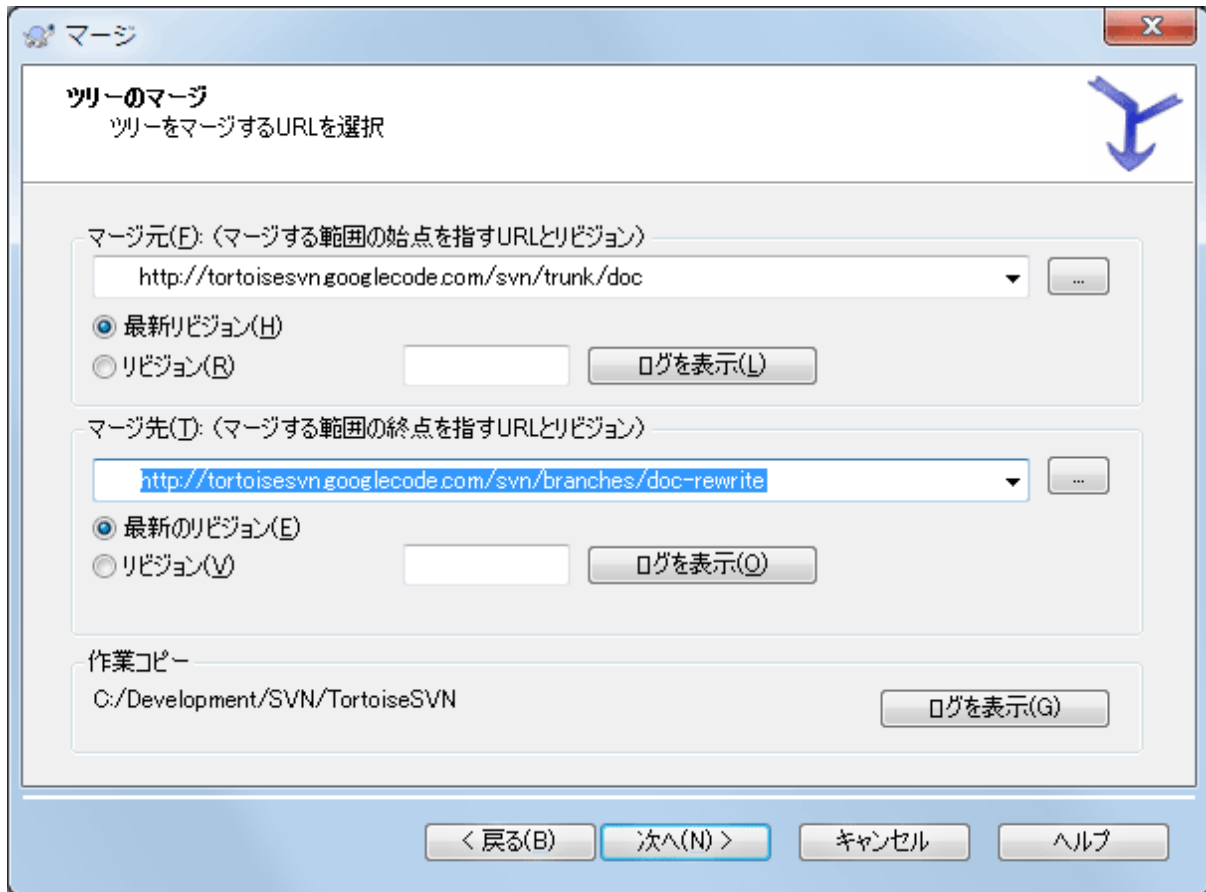 マージ
ツリーのマージ
ツリーをマージするURLを選択
マージ元(F):（マージする範囲の始点を指すURLとリビジョン）
http://tortoisesvn.googlecode.com/svn/trunk/doc
...
最新リビジョン(H)
リビジョン(R)
ログを表示(L)
マージ先(T):（マージする範囲の終点を指すURLとリビジョン）
http://tortoisesvn.googlecode.com/svn/branches/doc-rewrite
...
最新のリビジョン(E)
リビジョン(V)
ログを表示(O)
作業コピー
C:/Development/SVN/TortoiseSVN
ログを表示(G)
< 戻る(B)
次へ(N) >
キャンセル
ヘルプ